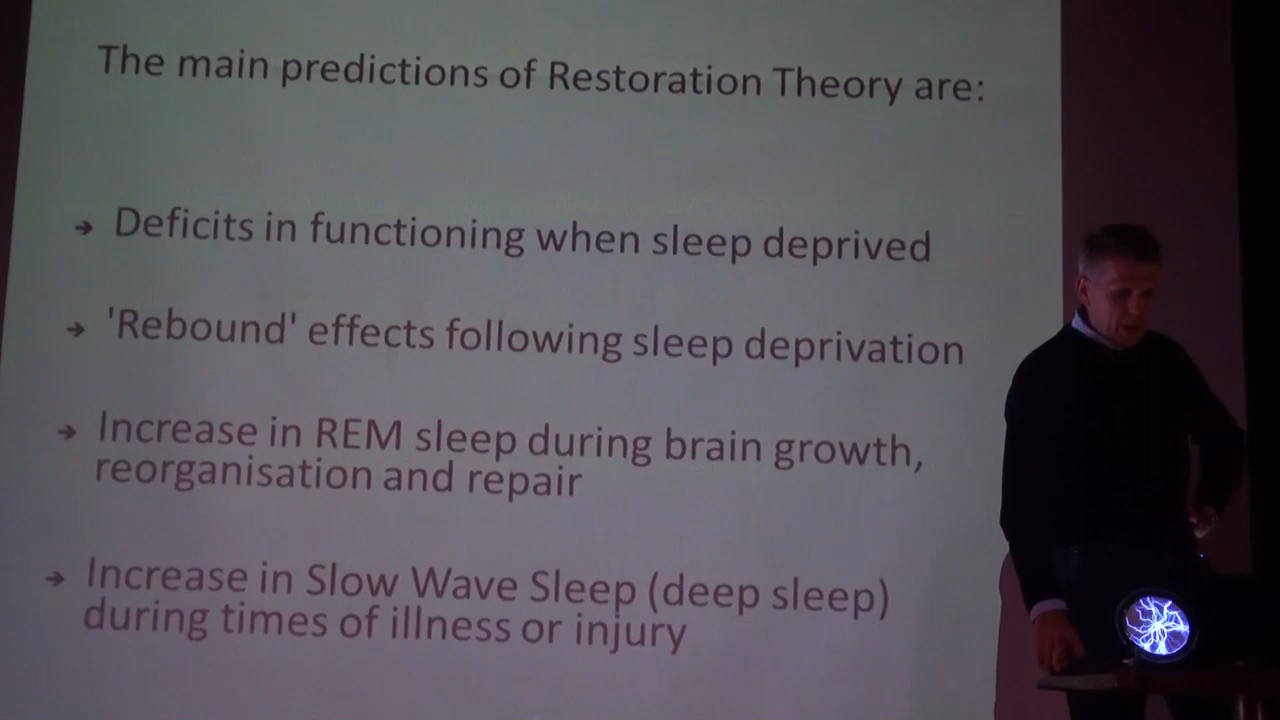 The main predictions of Restoration Theory are:
➔ Deficits in functioning when sleep deprived
➔ 'Rebound' effects following sleep deprivation
➔ Increase in REM sleep during brain growth,
reorganisation and repair
➔ Increase in Slow Wave Sleep (deep sleep)
during times of illness or injury